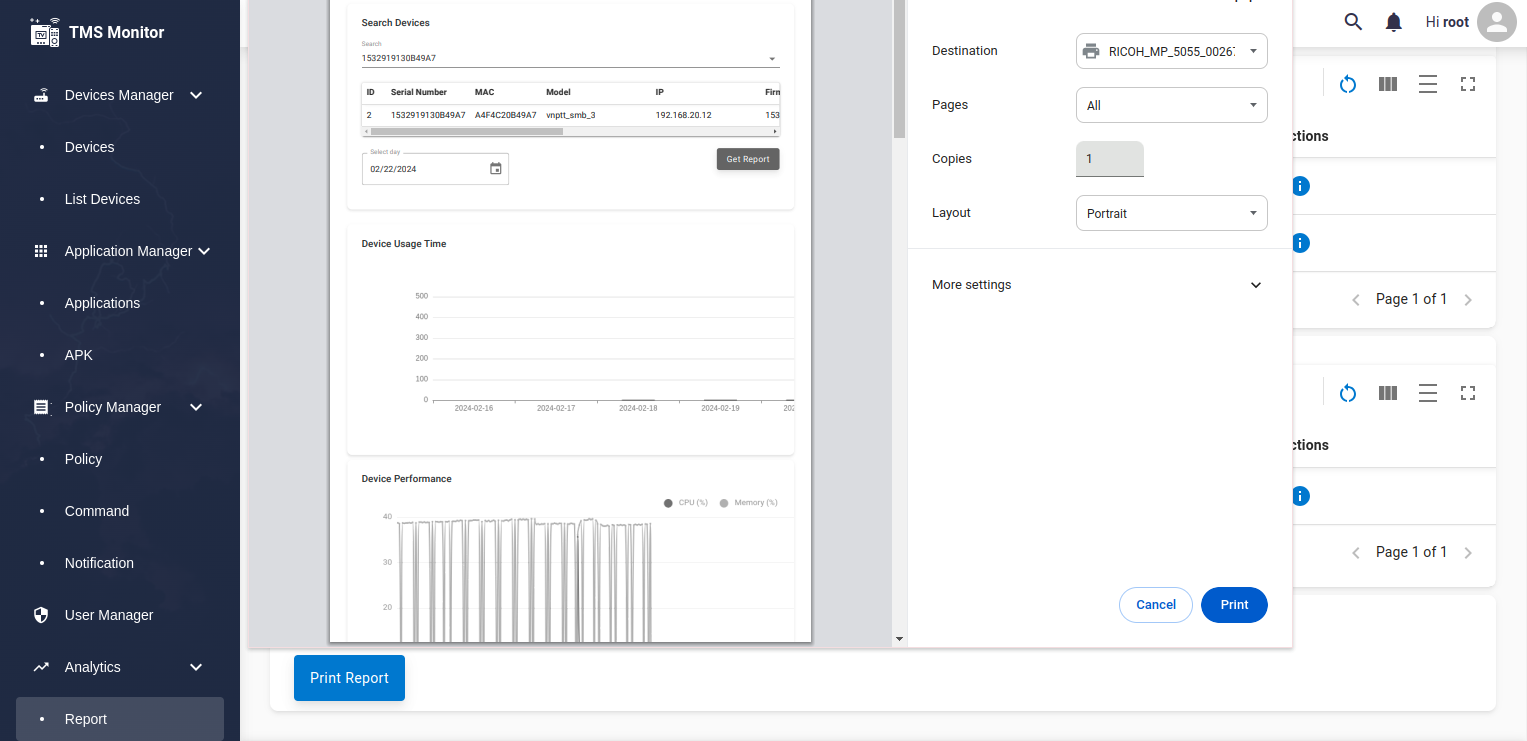 TMS Monitor
Devices Manager
Devices
List Devices
Application Manager
Applications
APK
Policy Manager
Policy
Command
Notification
User Manager
Analytics
Report
Search Devices
Search
1532919130B49A7
ID Serial Number MAC Model IP Firm
2 1532919130B49A7 A4F4C20B49A7 vnptt_smb_3 192.168.20.12 153
Select day
02/22/2024
Get Report
Device Usage Time
500
400
300
200
100
0
2024-02-16 2024-02-17 2024-02-18 2024-02-19 202
Device Performance
CPU (%) Memory (%)
40
30
20
Destination RICOH_MP_5055_00267
Pages All
Copies 1
Layout Portrait
More settings
Cancel Print
Hi root
ctions
Page 1 of 1
ctions
Page 1 of 1
Print Report